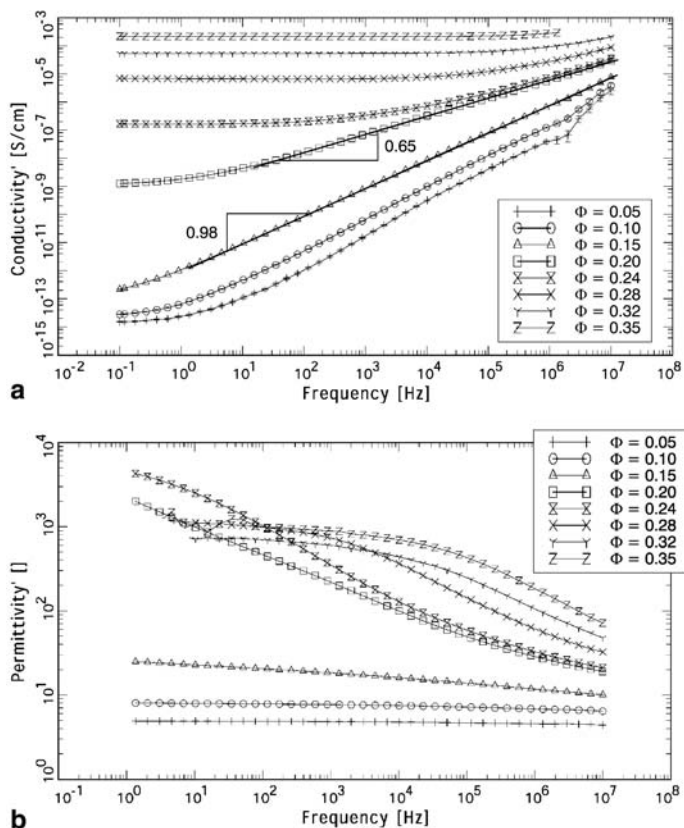 10^-3
10^-5
10^-7
10^-9
10^-11
10^-13
10^-15
Conductivity' [S/cm]
0.65
0.98
Φ = 0.05
Φ = 0.10
Φ = 0.15
Φ = 0.20
Φ = 0.24
Φ = 0.28
Φ = 0.32
Φ = 0.35
10^-2 10^-1 10^0 10^1 10^2 10^3 10^4 10^5 10^6 10^7 10^8
Frequency [Hz]
a
10^4
10^3
10^2
10^1
10^0
Permittivity' []
Φ = 0.05
Φ = 0.10
Φ = 0.15
Φ = 0.20
Φ = 0.24
Φ = 0.28
Φ = 0.32
Φ = 0.35
10^-1 10^0 10^1 10^2 10^3 10^4 10^5 10^6 10^7 10^8
Frequency [Hz]
b